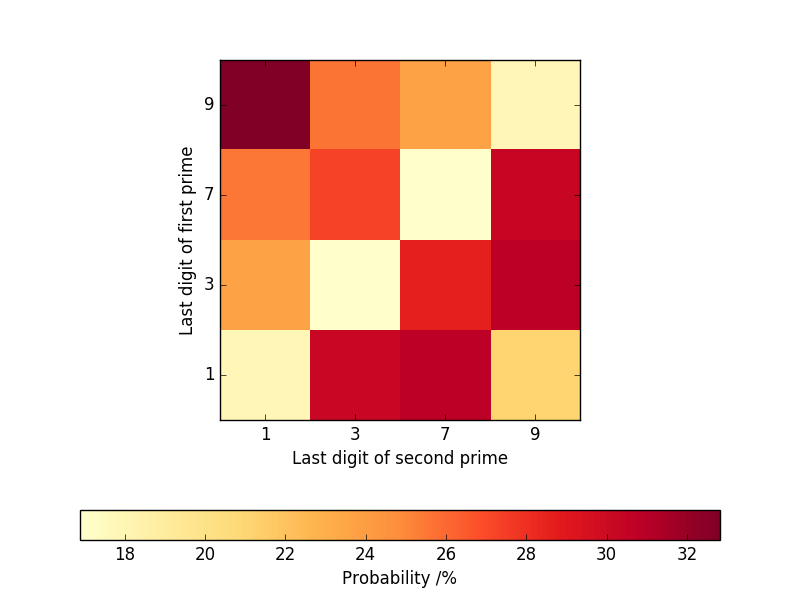 Last digit of first prime
9
7
3
1
1 3 7 9
Last digit of second prime
18 20 22 24 26 28 30 32
Probability /%